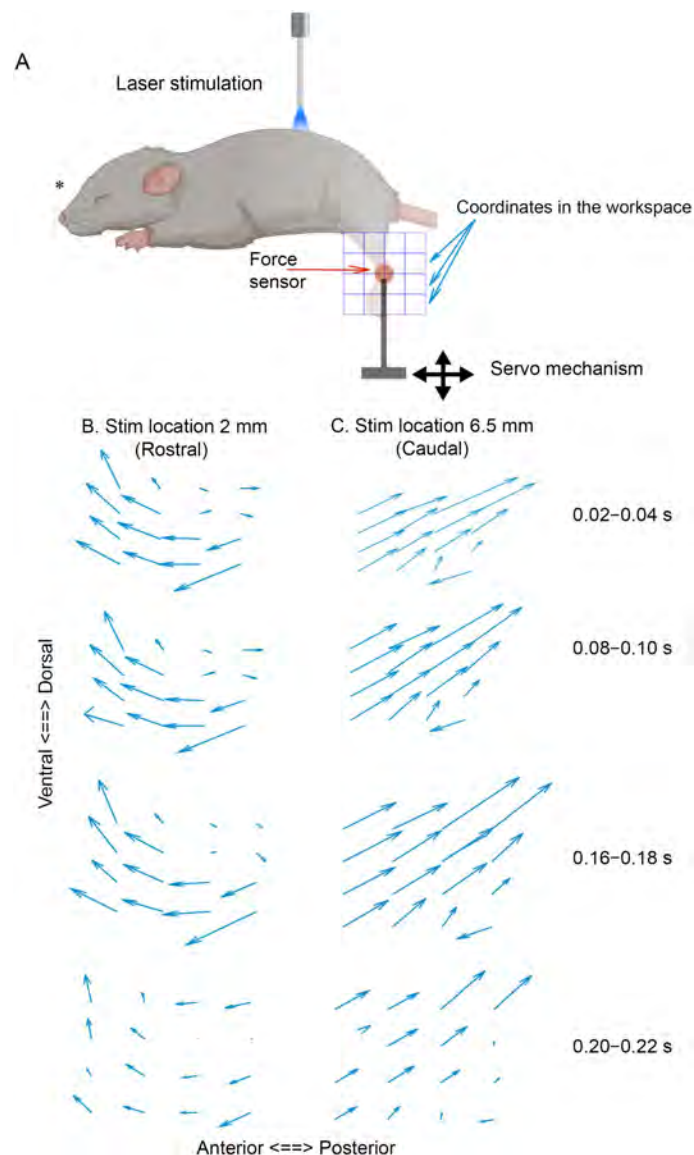 A
Laser stimulation
*
Coordinates in the workspace
Force
sensor
Servo mechanism
B. Stim location 2 mm
(Rostral)
C. Stim location 6.5 mm
(Caudal)
0.02−0.04 s
0.08−0.10 s
Ventral <==> Dorsal
0.16−0.18 s
0.20−0.22 s
Anterior <==> Posterior